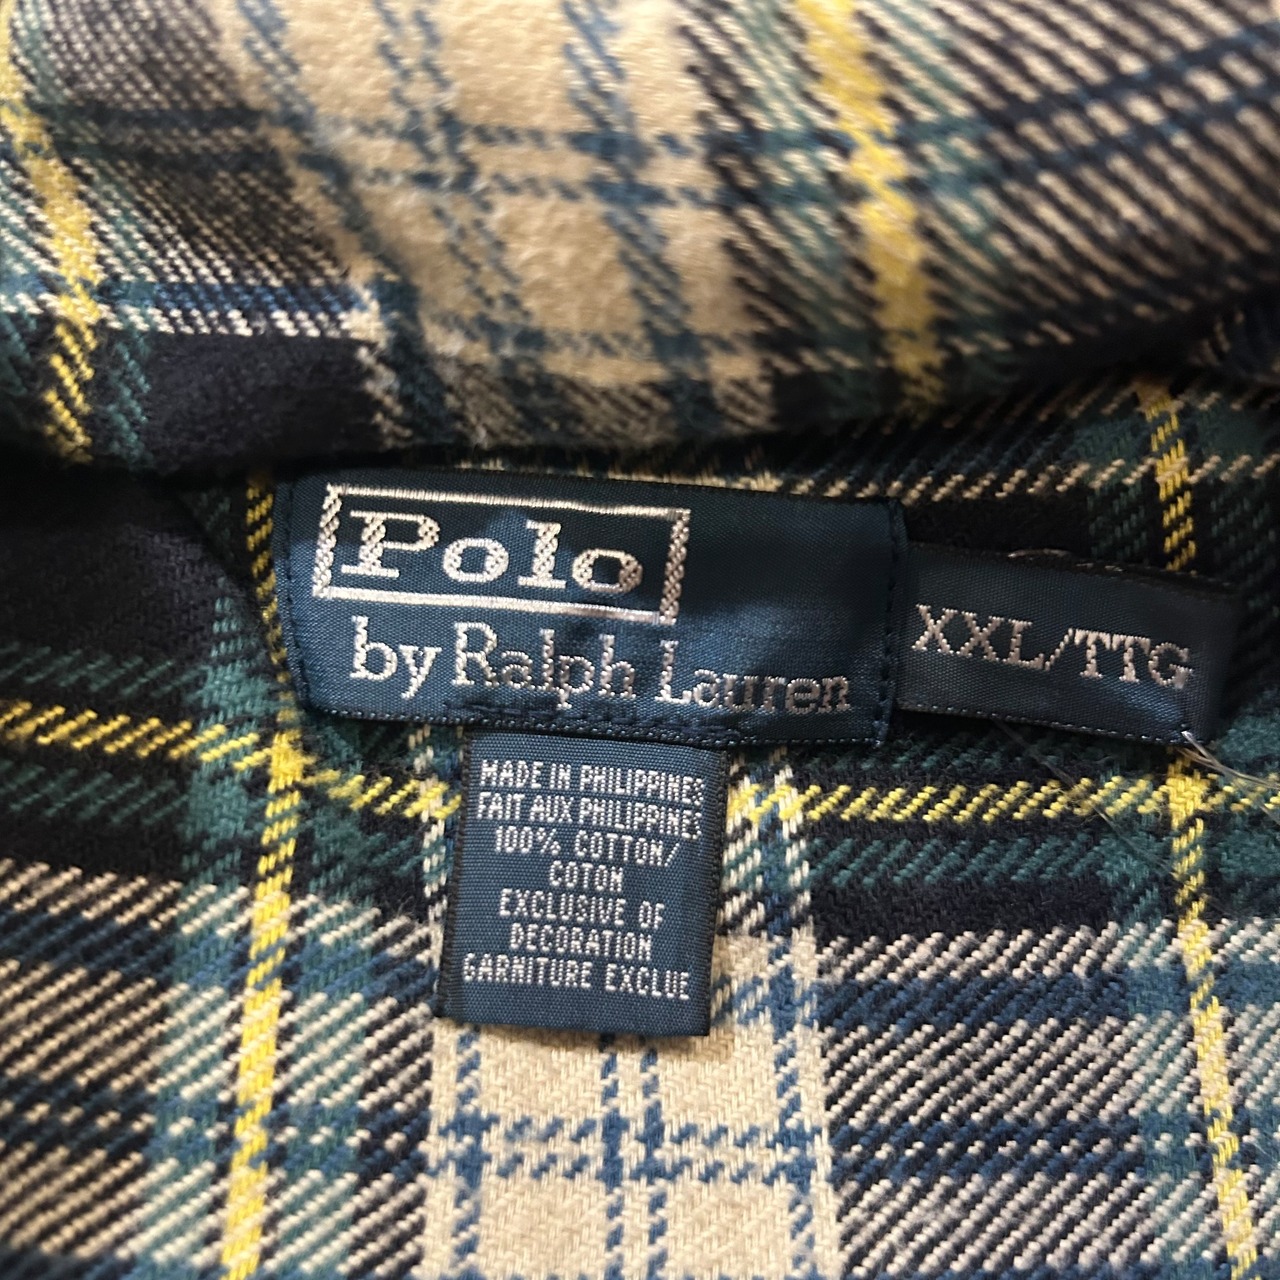 Polo
by Ralph Lauren
XXL/TTG
MADE IN PHILIPPINES
FAIT AUX PHILIPPINES
100% COTTON/
COTON
EXCLUSIVE OF
DECORATION
GARNITURE EXCLUE